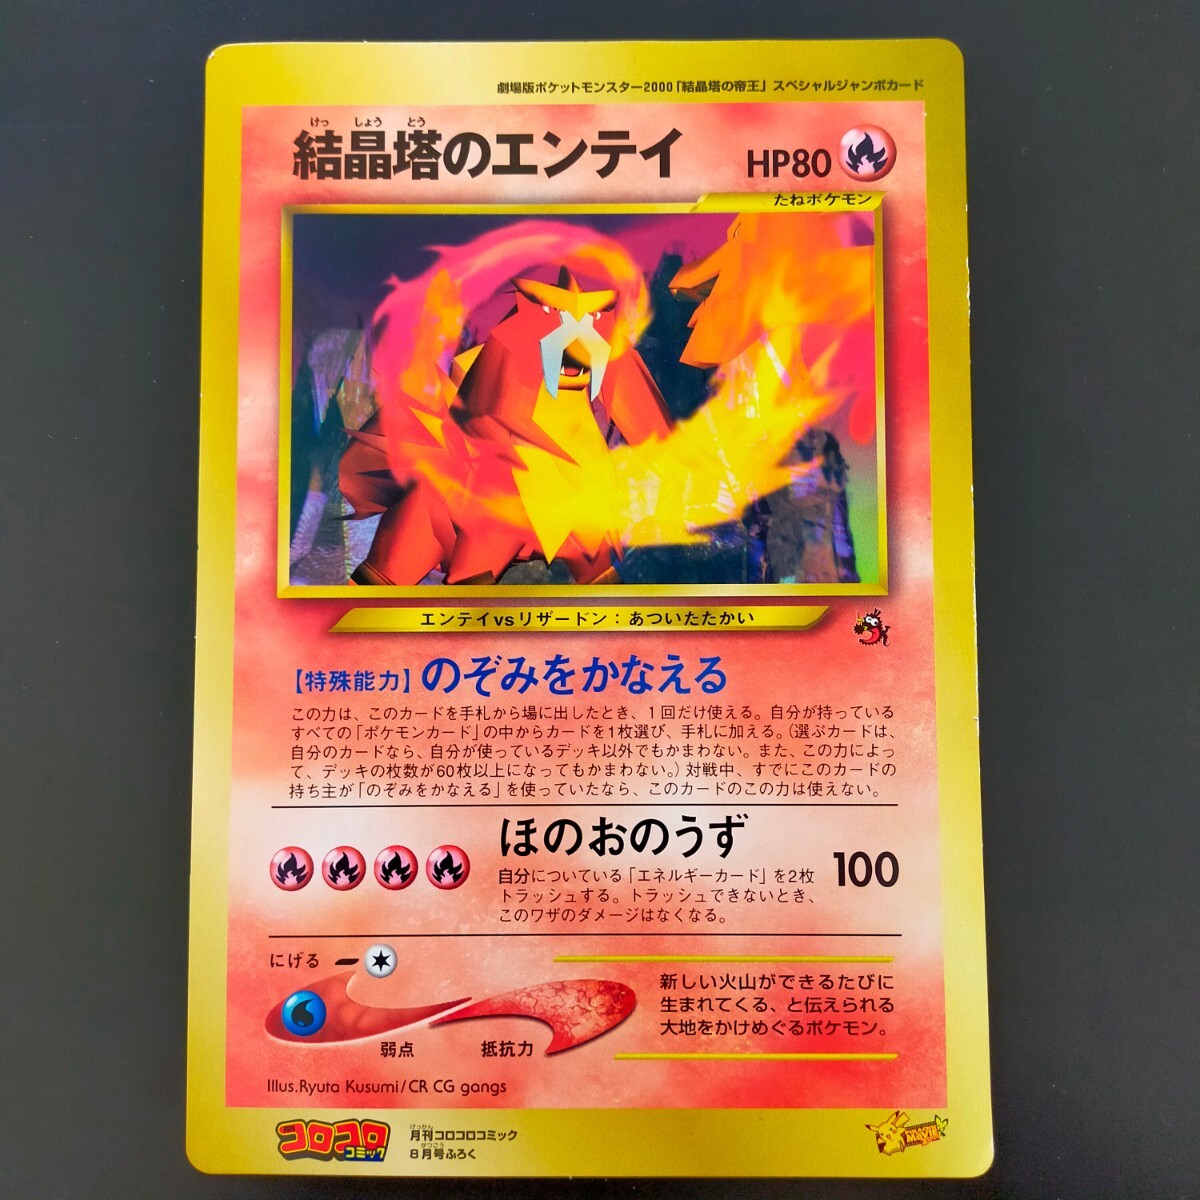 劇場版ポケットモンスター2000「結晶塔の帝王」スペシャルジャンボカード
けっ しょう とう
結晶塔のエンテイ HP80
たねポケモン
エンテイvsリザードン：あついたたかい
【特殊能力】のぞみをかなえる
この力は、このカードを手札から場に出したとき、1回だけ使える。自分が持っている
すべての「ポケモンカード」の中からカードを1枚選び、手札に加える。（選ぶカードは、
自分のカードなら、自分が使っているデッキ以外でもかまわない。また、この力によっ
て、デッキの枚数が60枚以上になってもかまわない。）対戦中、すでにこのカードの
持ち主が「のぞみをかなえる」を使っていたなら、このカードのこの力は使えない。
ほのおのうず 100
自分についている「エネルギーカード」を2枚
トラッシュする。トラッシュできないとき、
このワザのダメージはなくなる。
にげる
弱点 抵抗力
新しい火山ができるたびに
生まれてくる、と伝えられる
大地をかけめぐるポケモン。
Illus.Ryuta Kusumi/CR CG gangs
コロコロ
コミック
げっかん
月刊コロコロコミック
がつごう
8月号ふろく